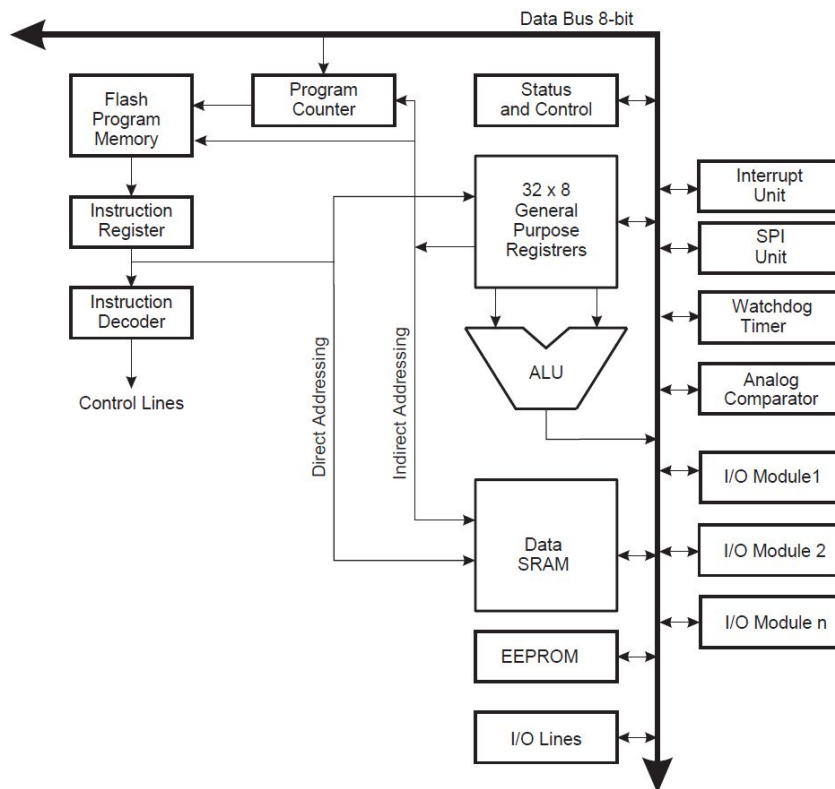 Data Bus 8-bit
Flash
Program
Memory
Program
Counter
Status
and Control
32 x 8
General
Purpose
Registrers
Interrupt
Unit
Instruction
Register
SPI
Unit
Instruction
Decoder
Watchdog
Timer
Direct Addressing
Indirect Addressing
ALU
Analog
Comparator
Control Lines
I/O Module1
Data
SRAM
I/O Module 2
I/O Module n
EEPROM
I/O Lines